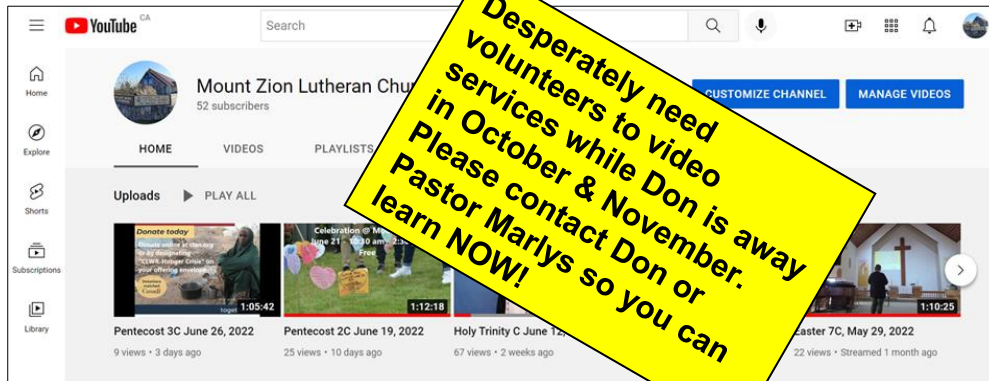 YouTube CA
Search
Home
Explore
Shorts
Subscriptions
Library
Mount Zion Lutheran
52 subscribers
CUSTOMIZE CHANNEL
MANAGE VIDEOS
HOME
VIDEOS
PLAYLISTS
Uploads
PLAY ALL
Desperately need
volunteers to video
services while Don is away
in October & November.
Please contact Don or
Pastor Marlys so you can
learn NOW!
Donate today
1:05:42
Pentecost 3C June 26, 2022
9 views • 3 days ago
Celebration @
June 21 - 10:30 am
Free
1:12:18
Pentecost 2C June 19, 2022
25 views • 10 days ago
Holy Trinity C June
67 views • 2 weeks ago
1:10:25
Easter 7C, May 29, 2022
22 views • Streamed 1 month ago